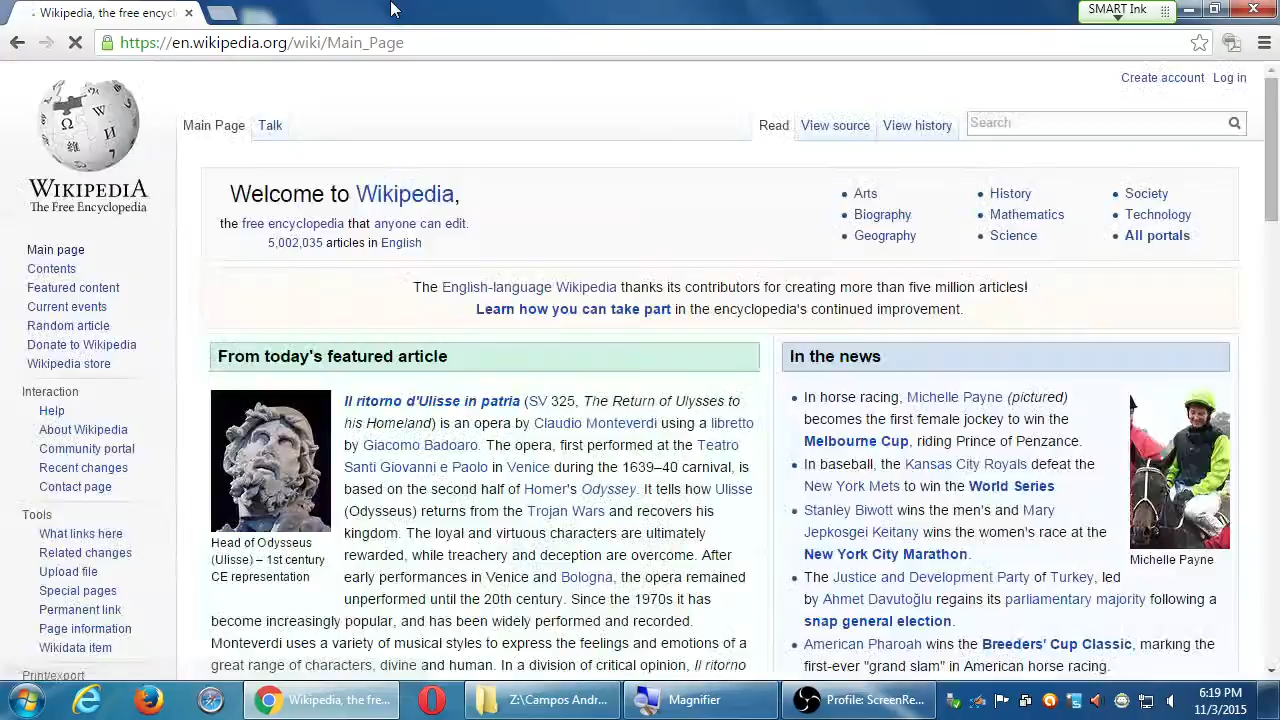 Wikipedia, the free encycl
SMART Ink
https://en.wikipedia.org/wiki/Main_Page
Create account Log in
Main Page Talk Read View source View history Search
WIKIPEDIA
The Free Encyclopedia
Main page
Contents
Featured content
Current events
Random article
Donate to Wikipedia
Wikipedia store
Interaction
Help
About Wikipedia
Community portal
Recent changes
Contact page
Tools
What links here
Related changes
Upload file
Special pages
Permanent link
Page information
Wikidata item
Print/export
Welcome to Wikipedia,
the free encyclopedia that anyone can edit.
5,002,035 articles in English
Arts
Biography
Geography
History
Mathematics
Science
Society
Technology
All portals
The English-language Wikipedia thanks its contributors for creating more than five million articles!
Learn how you can take part in the encyclopedia's continued improvement.
From today's featured article
Head of Odysseus
(Ulisse) – 1st century
CE representation
Il ritorno d'Ulisse in patria (SV 325, The Return of Ulysses to
his Homeland) is an opera by Claudio Monteverdi using a libretto
by Giacomo Badoaro. The opera, first performed at the Teatro
Santi Giovanni e Paolo in Venice during the 1639–40 carnival, is
based on the second half of Homer's Odyssey. It tells how Ulisse
(Odysseus) returns from the Trojan Wars and recovers his
kingdom. The loyal and virtuous characters are ultimately
rewarded, while treachery and deception are overcome. After
early performances in Venice and Bologna, the opera remained
unperformed until the 20th century. Since the 1970s it has
become increasingly popular, and has been widely performed and recorded.
Monteverdi uses a variety of musical styles to express the feelings and emotions of a
great range of characters, divine and human. In a division of critical opinion, Il ritorno
In the news
In horse racing, Michelle Payne (pictured)
becomes the first female jockey to win the
Melbourne Cup, riding Prince of Penzance.
In baseball, the Kansas City Royals defeat the
New York Mets to win the World Series
Stanley Biwott wins the men's and Mary
Jepkosgei Keitany wins the women's race at the
New York City Marathon.
Michelle Payne
The Justice and Development Party of Turkey, led
by Ahmet Davutoğlu regains its parliamentary majority following a
snap general election.
American Pharoah wins the Breeders' Cup Classic, marking the
first-ever "grand slam" in American horse racing.
Wikipedia, the fre...
Z:\Campos Andr...
Magnifier
Profile: ScreenRe...
6:19 PM
11/3/2015